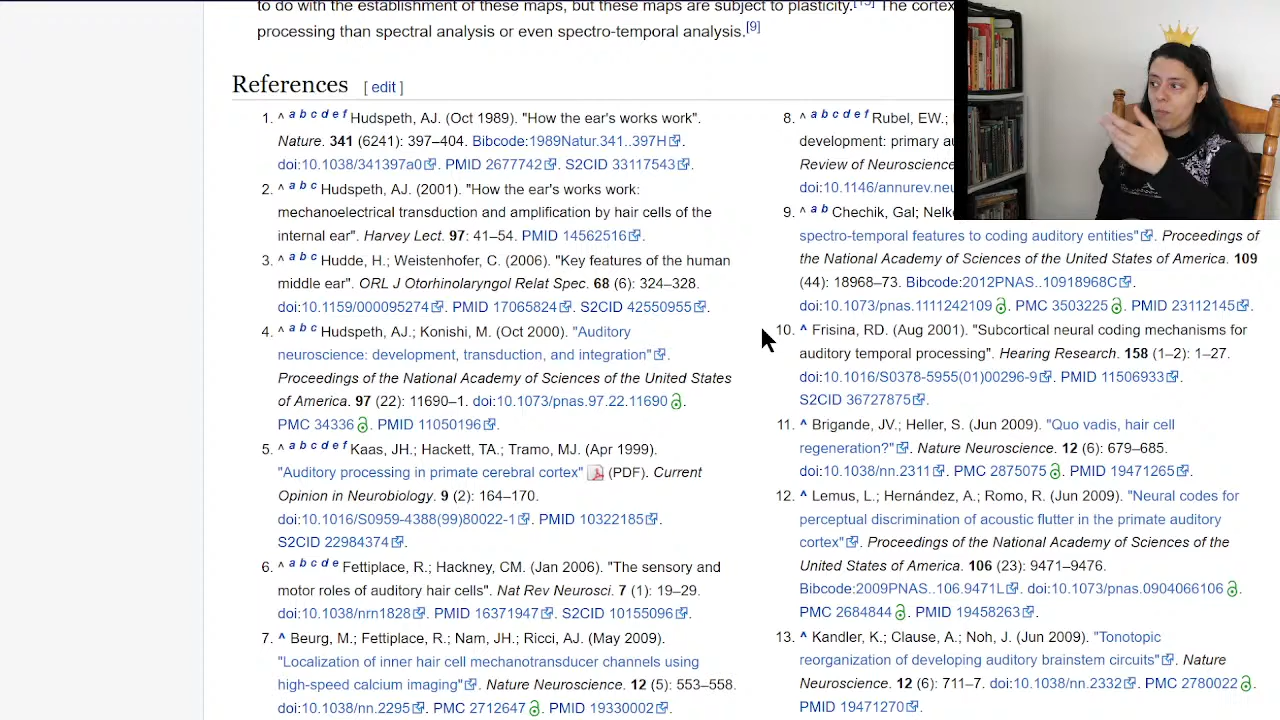 to do with the establishment of these maps, but these maps are subject to plasticity.[13] The cortex
processing than spectral analysis or even spectro-temporal analysis.[9]
References [ edit ]
1. ^ a b c d e f Hudspeth, AJ. (Oct 1989). "How the ear's works work".
Nature. 341 (6241): 397–404. Bibcode:1989Natur.341..397H.
doi:10.1038/341397a0. PMID 2677742. S2CID 33117543.
2. ^ a b c Hudspeth, AJ. (2001). "How the ear's works work:
mechanoelectrical transduction and amplification by hair cells of the
internal ear". Harvey Lect. 97: 41–54. PMID 14562516.
3. ^ a b c Hudde, H.; Weistenhofer, C. (2006). "Key features of the human
middle ear". ORL J Otorhinolaryngol Relat Spec. 68 (6): 324–328.
doi:10.1159/000095274. PMID 17065824. S2CID 42550955.
4. ^ a b c Hudspeth, AJ.; Konishi, M. (Oct 2000). "Auditory
neuroscience: development, transduction, and integration".
Proceedings of the National Academy of Sciences of the United States
of America. 97 (22): 11690–1. doi:10.1073/pnas.97.22.11690.
PMC 34336. PMID 11050196.
5. ^ a b c d e f Kaas, JH.; Hackett, TA.; Tramo, MJ. (Apr 1999).
"Auditory processing in primate cerebral cortex" (PDF). Current
Opinion in Neurobiology. 9 (2): 164–170.
doi:10.1016/S0959-4388(99)80022-1. PMID 10322185.
S2CID 22984374.
6. ^ a b c d e Fettiplace, R.; Hackney, CM. (Jan 2006). "The sensory and
motor roles of auditory hair cells". Nat Rev Neurosci. 7 (1): 19–29.
doi:10.1038/nrn1828. PMID 16371947. S2CID 10155096.
7. ^ Beurg, M.; Fettiplace, R.; Nam, JH.; Ricci, AJ. (May 2009).
"Localization of inner hair cell mechanotransducer channels using
high-speed calcium imaging". Nature Neuroscience. 12 (5): 553–558.
doi:10.1038/nn.2295. PMC 2712647. PMID 19330002.
8. ^ a b c d e f Rubel, EW.;
development: primary au
Review of Neuroscience
doi:10.1146/annurev.neu
9. ^ a b Chechik, Gal; Nelk
spectro-temporal features to coding auditory entities". Proceedings of
the National Academy of Sciences of the United States of America. 109
(44): 18968–73. Bibcode:2012PNAS..10918968C.
doi:10.1073/pnas.1111242109. PMC 3503225. PMID 23112145.
10. ^ Frisina, RD. (Aug 2001). "Subcortical neural coding mechanisms for
auditory temporal processing". Hearing Research. 158 (1–2): 1–27.
doi:10.1016/S0378-5955(01)00296-9. PMID 11506933.
S2CID 36727875.
11. ^ Brigande, JV.; Heller, S. (Jun 2009). "Quo vadis, hair cell
regeneration?". Nature Neuroscience. 12 (6): 679–685.
doi:10.1038/nn.2311. PMC 2875075. PMID 19471265.
12. ^ Lemus, L.; Hernández, A.; Romo, R. (Jun 2009). "Neural codes for
perceptual discrimination of acoustic flutter in the primate auditory
cortex". Proceedings of the National Academy of Sciences of the
United States of America. 106 (23): 9471–9476.
Bibcode:2009PNAS..106.9471L. doi:10.1073/pnas.0904066106.
PMC 2684844. PMID 19458263.
13. ^ Kandler, K.; Clause, A.; Noh, J. (Jun 2009). "Tonotopic
reorganization of developing auditory brainstem circuits". Nature
Neuroscience. 12 (6): 711–7. doi:10.1038/nn.2332. PMC 2780022.
PMID 19471270.